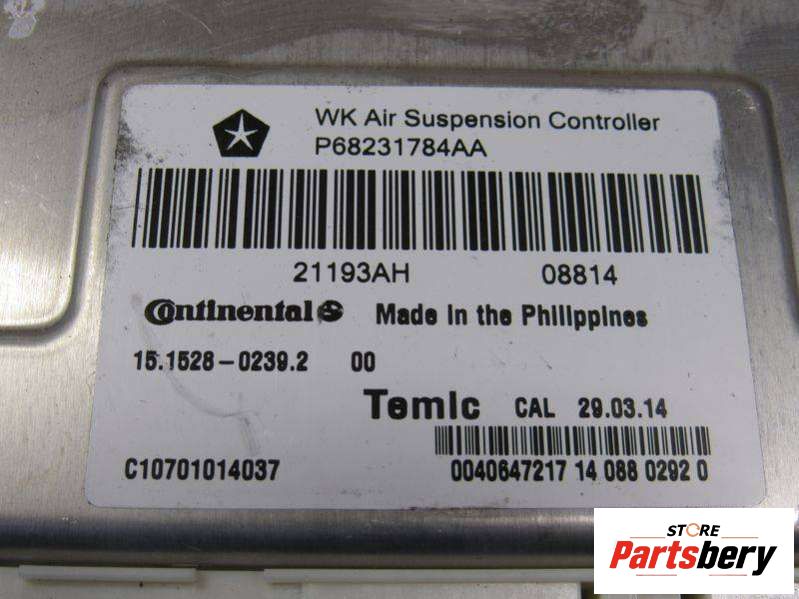 WK Air Suspension Controller
P68231784AA
21193AH 08814
Continental Made in the Philippines
15.1528-0239.2 00
Temic CAL 29.03.14
C10701014037 0040647217 14 088 0292 0
STORE
Partsbery